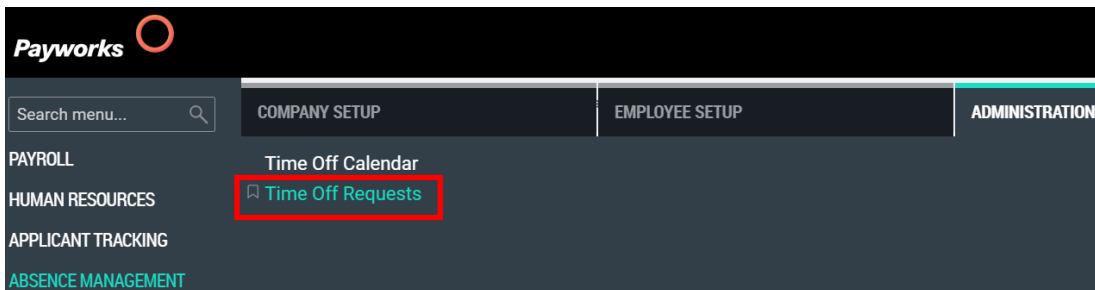 Payworks
Search menu...
COMPANY SETUP
EMPLOYEE SETUP
ADMINISTRATION
PAYROLL
Time Off Calendar
HUMAN RESOURCES
Time Off Requests
APPLICANT TRACKING
ABSENCE MANAGEMENT